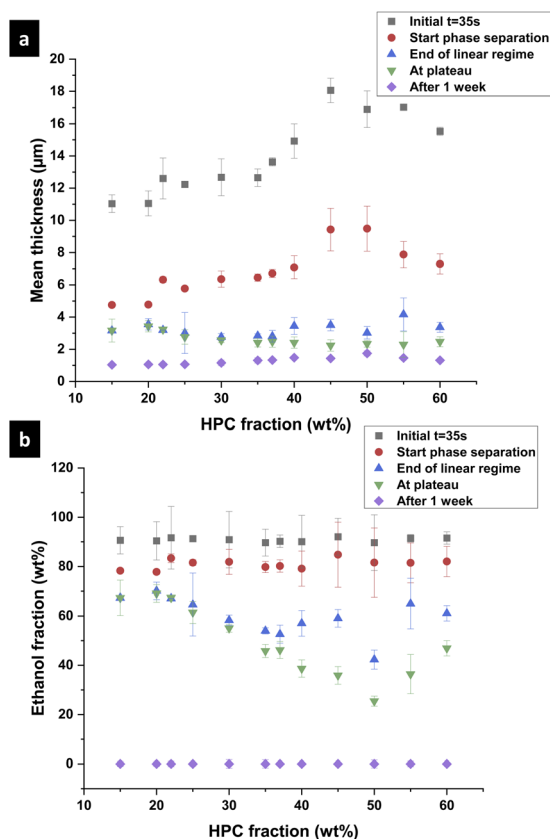 a
Initial t=35s
Start phase separation
End of linear regime
At plateau
After 1 week
20
18
16
14
12
10
8
6
4
2
0
Mean thickness (µm)
10 20 30 40 50 60
HPC fraction (wt%)
b
Initial t=35s
Start phase separation
End of linear regime
At plateau
After 1 week
120
100
80
60
40
20
0
Ethanol fraction (wt%)
10 20 30 40 50 60
HPC fraction (wt%)